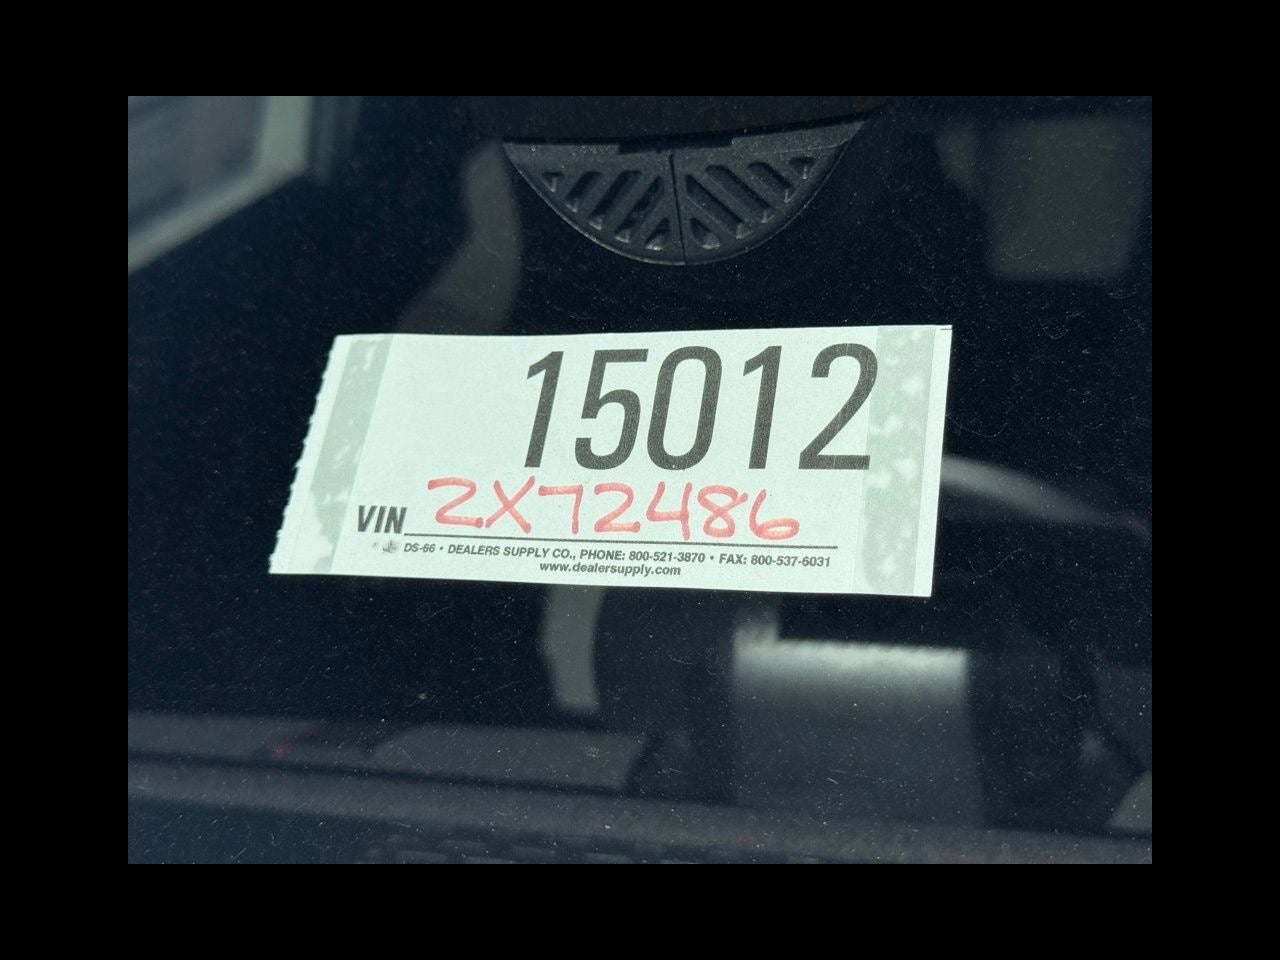 15012
VIN 2X72486
DS-66 • DEALERS SUPPLY CO., PHONE: 800-521-3870 • FAX: 800-537-6031
www.dealersupply.com